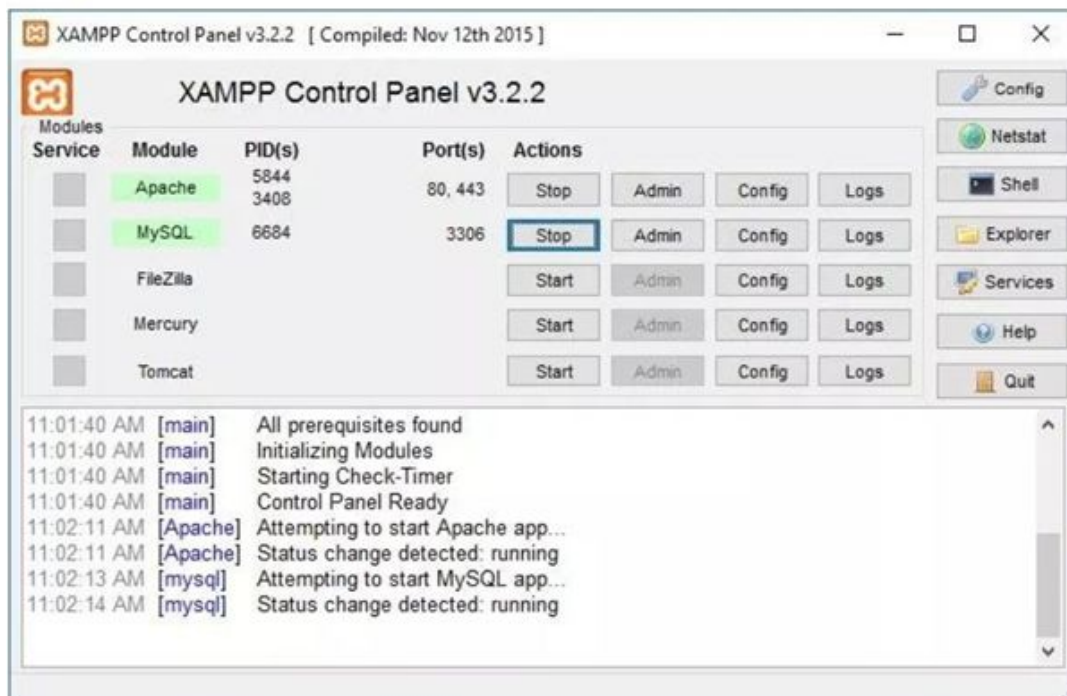 XAMPP Control Panel v3.2.2 [ Compiled: Nov 12th 2015 ]
XAMPP Control Panel v3.2.2
Config
Netstat
Shell
Explorer
Services
Help
Quit
Modules
Service Module PID(s) Port(s) Actions
Apache 5844 3408 80, 443 Stop Admin Config Logs
MySQL 6684 3306 Stop Admin Config Logs
FileZilla Start Admin Config Logs
Mercury Start Admin Config Logs
Tomcat Start Admin Config Logs
11:01:40 AM [main] All prerequisites found
11:01:40 AM [main] Initializing Modules
11:01:40 AM [main] Starting Check-Timer
11:01:40 AM [main] Control Panel Ready
11:02:11 AM [Apache] Attempting to start Apache app...
11:02:11 AM [Apache] Status change detected: running
11:02:13 AM [mysql] Attempting to start MySQL app...
11:02:14 AM [mysql] Status change detected: running